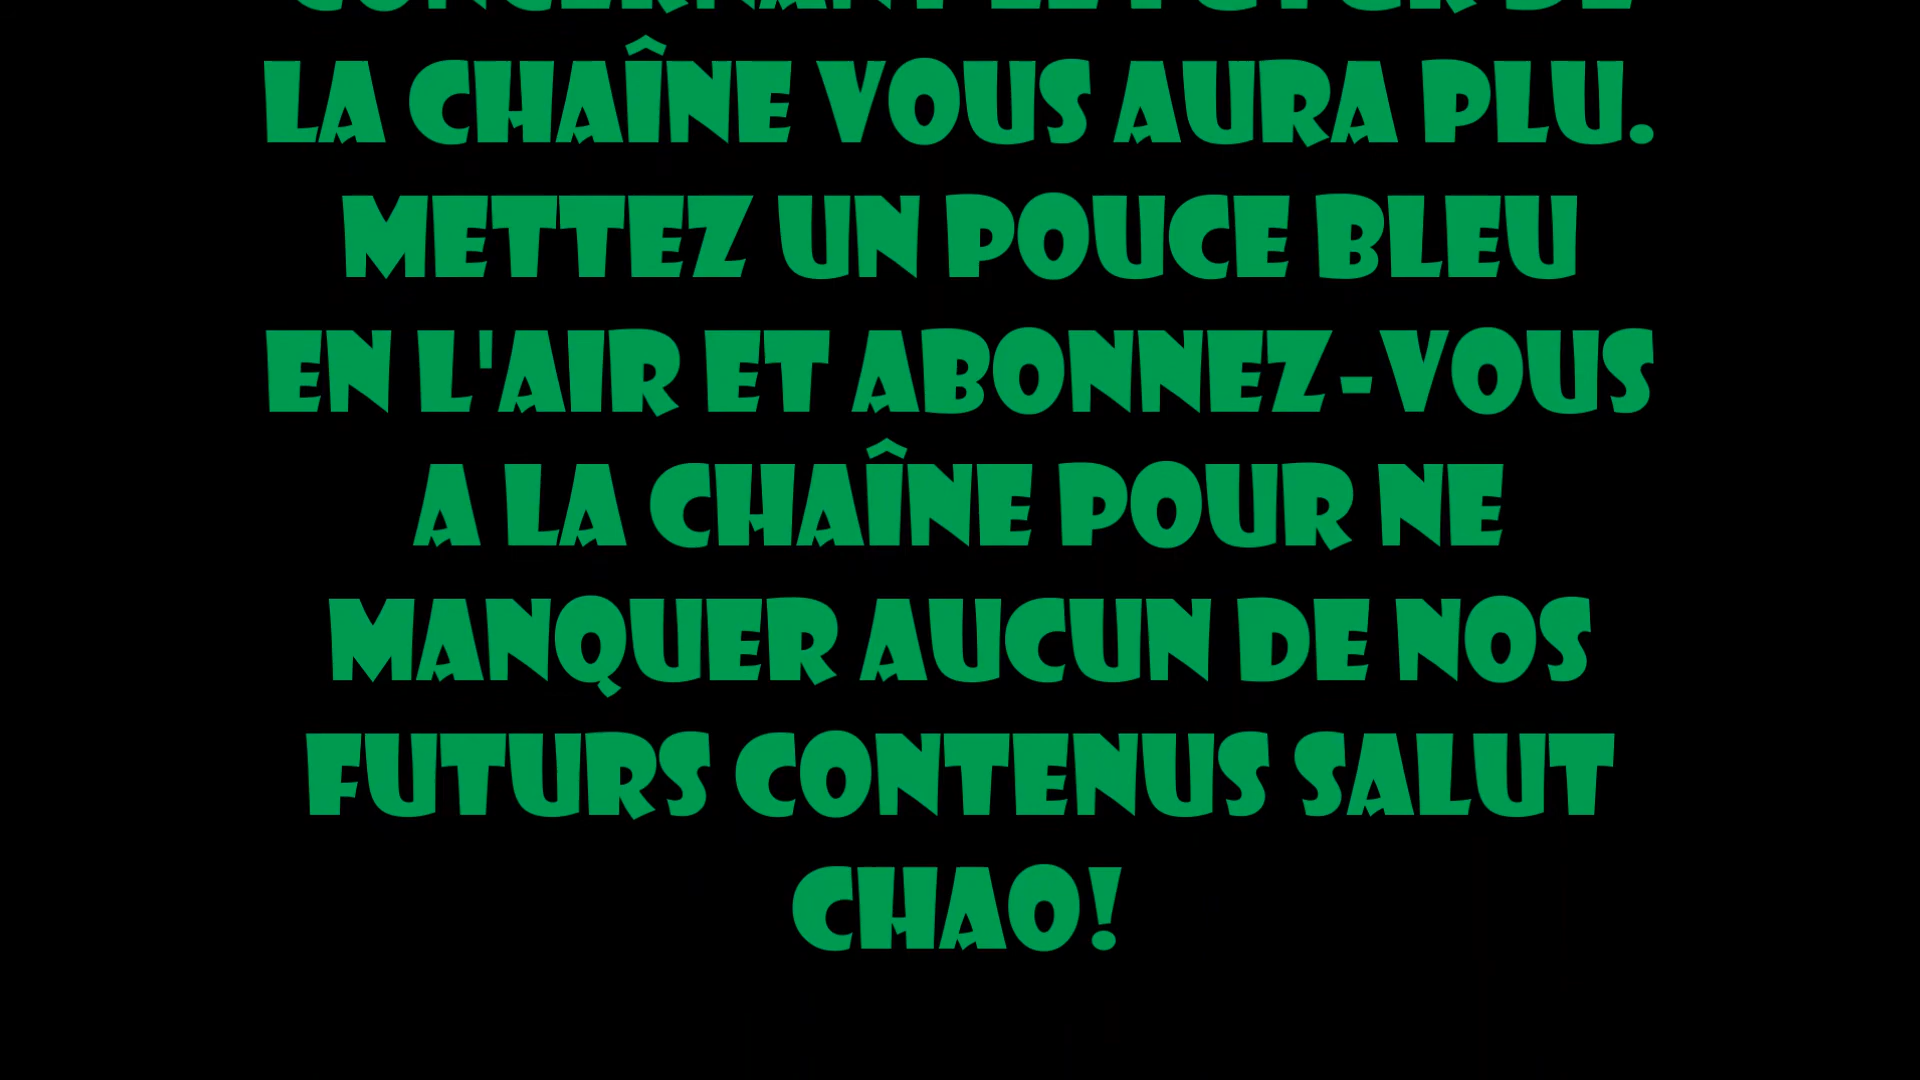 LA CHAÎNE VOUS AURA PLU.
METTEZ UN POUCE BLEU
EN L'AIR ET ABONNEZ-VOUS
A LA CHAÎNE POUR NE
MANQUER AUCUN DE NOS
FUTURS CONTENUS SALUT
CHAO!